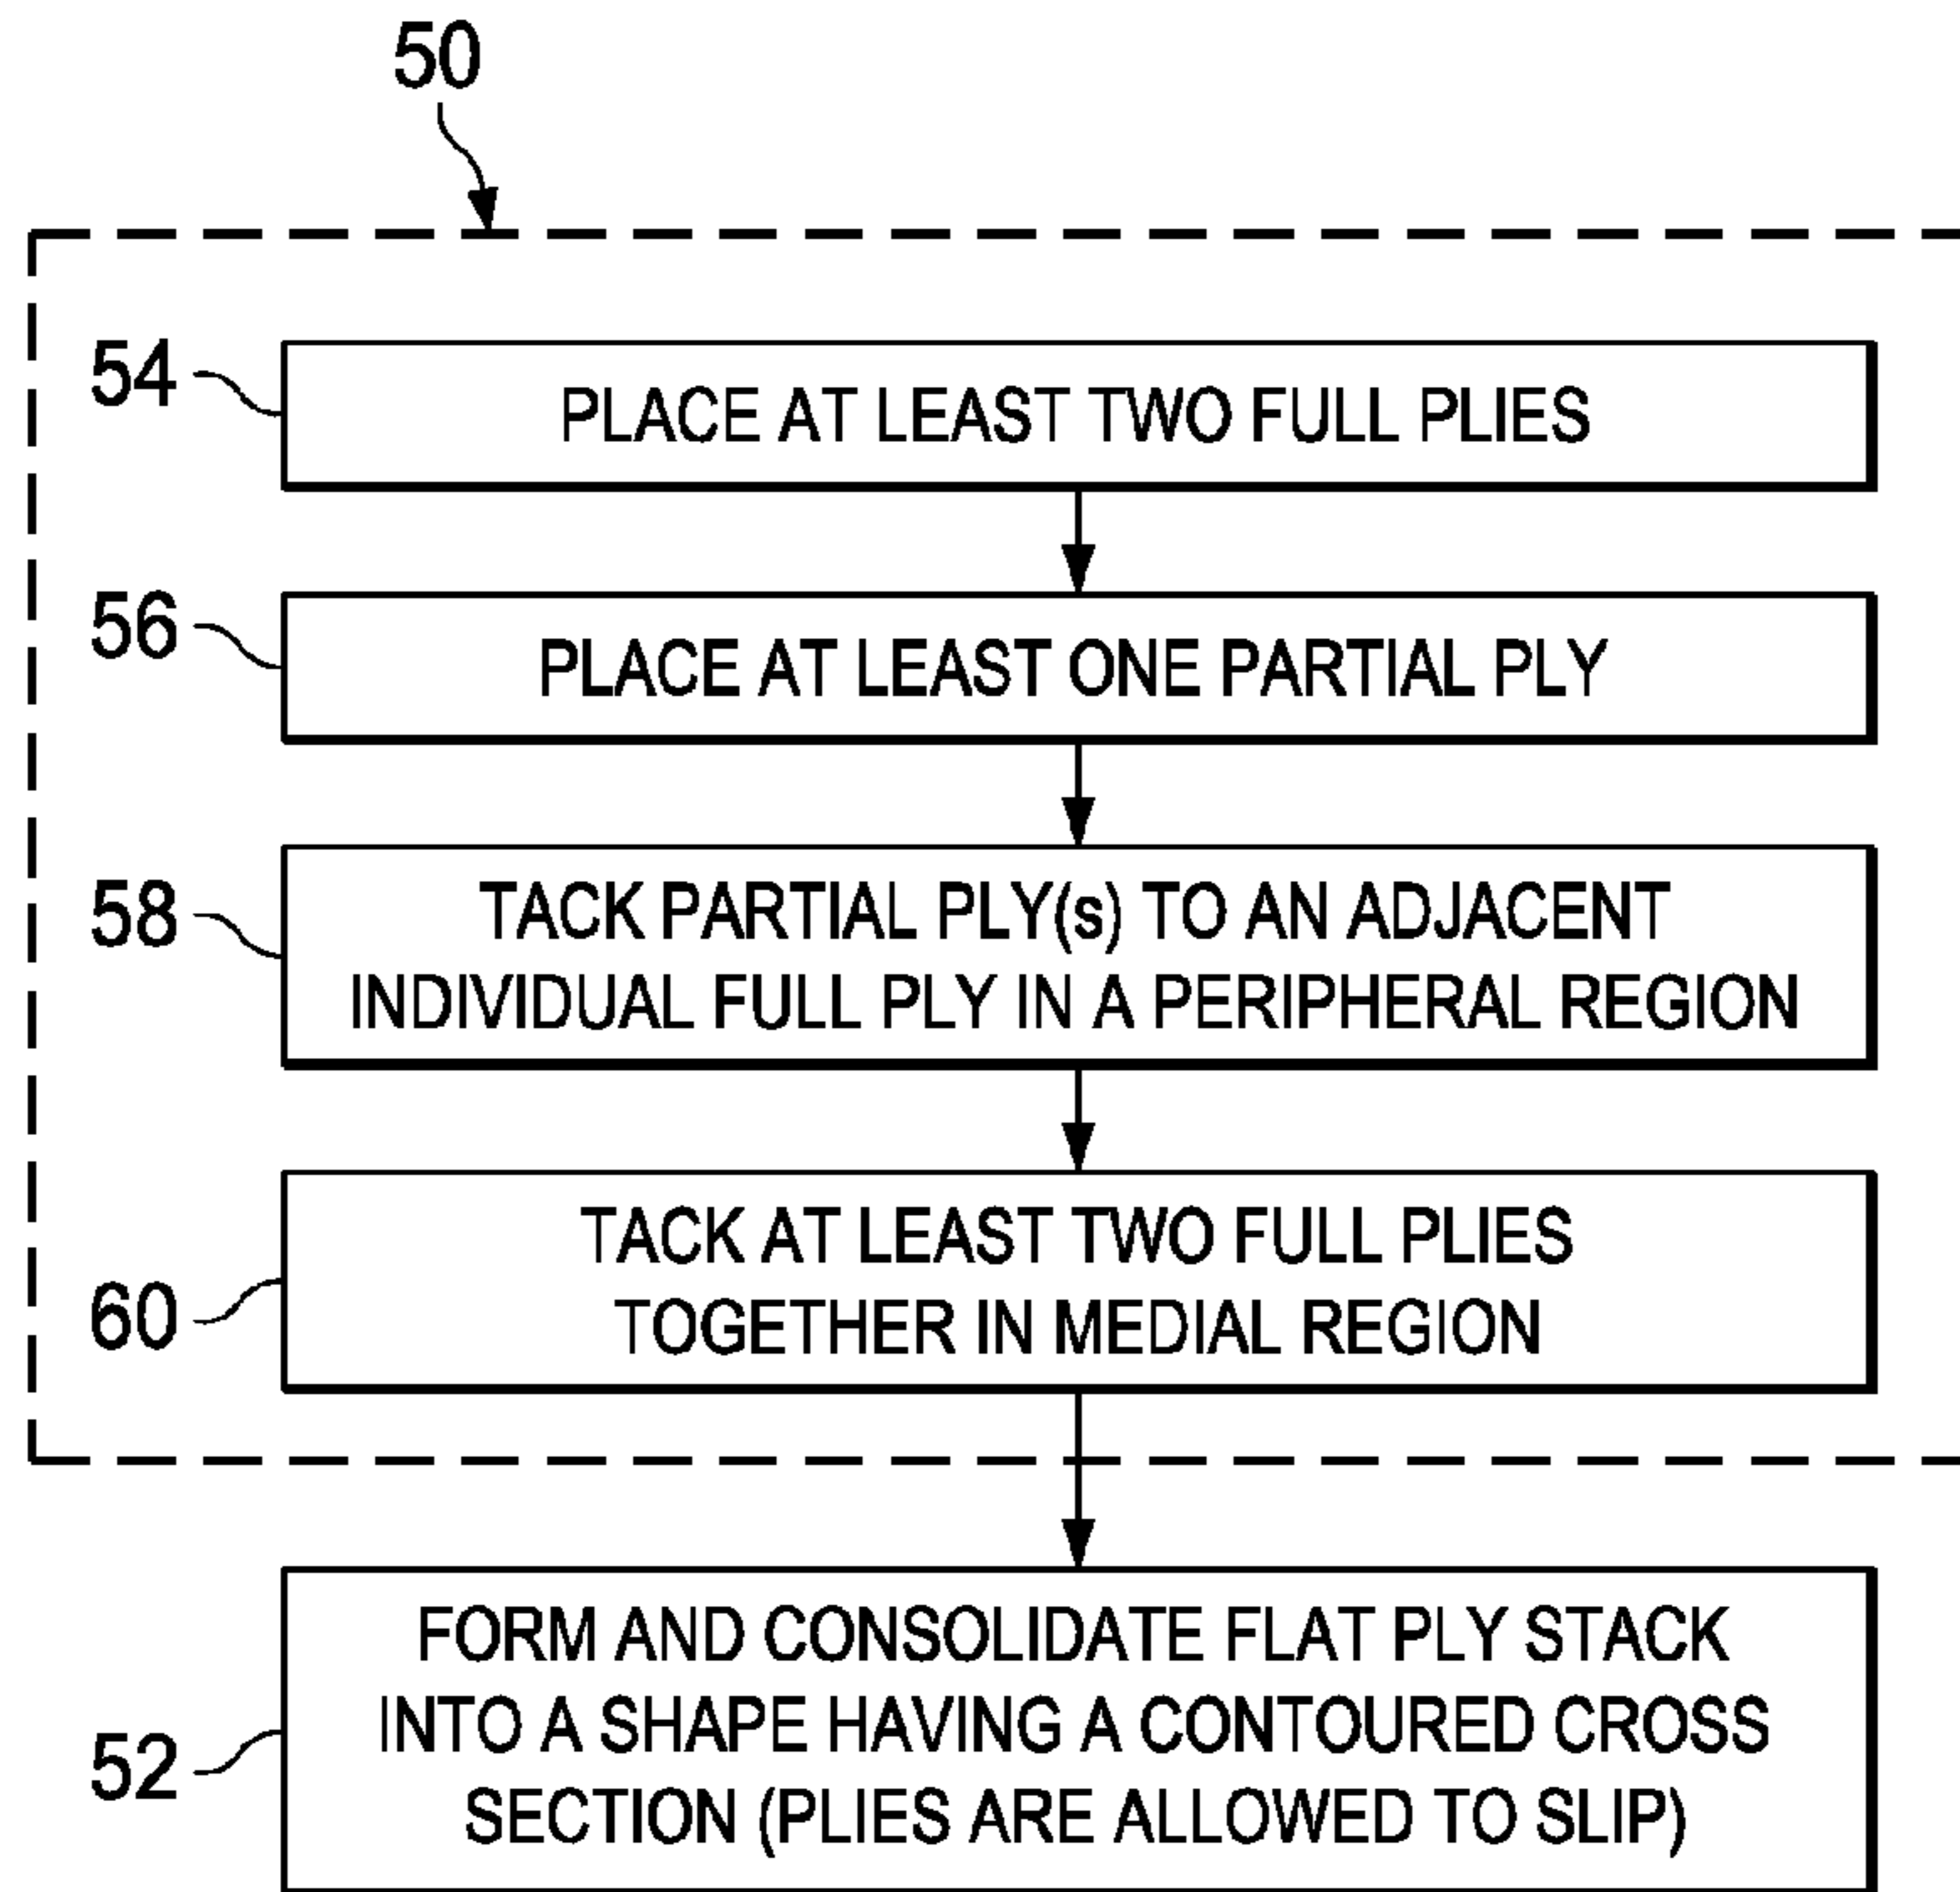 50
54
PLACE AT LEAST TWO FULL PLIES
56
PLACE AT LEAST ONE PARTIAL PLY
58
TACK PARTIAL PLY(s) TO AN ADJACENT
INDIVIDUAL FULL PLY IN A PERIPHERAL REGION
60
TACK AT LEAST TWO FULL PLIES
TOGETHER IN MEDIAL REGION
52
FORM AND CONSOLIDATE FLAT PLY STACK
INTO A SHAPE HAVING A CONTOURED CROSS
SECTION (PLIES ARE ALLOWED TO SLIP)